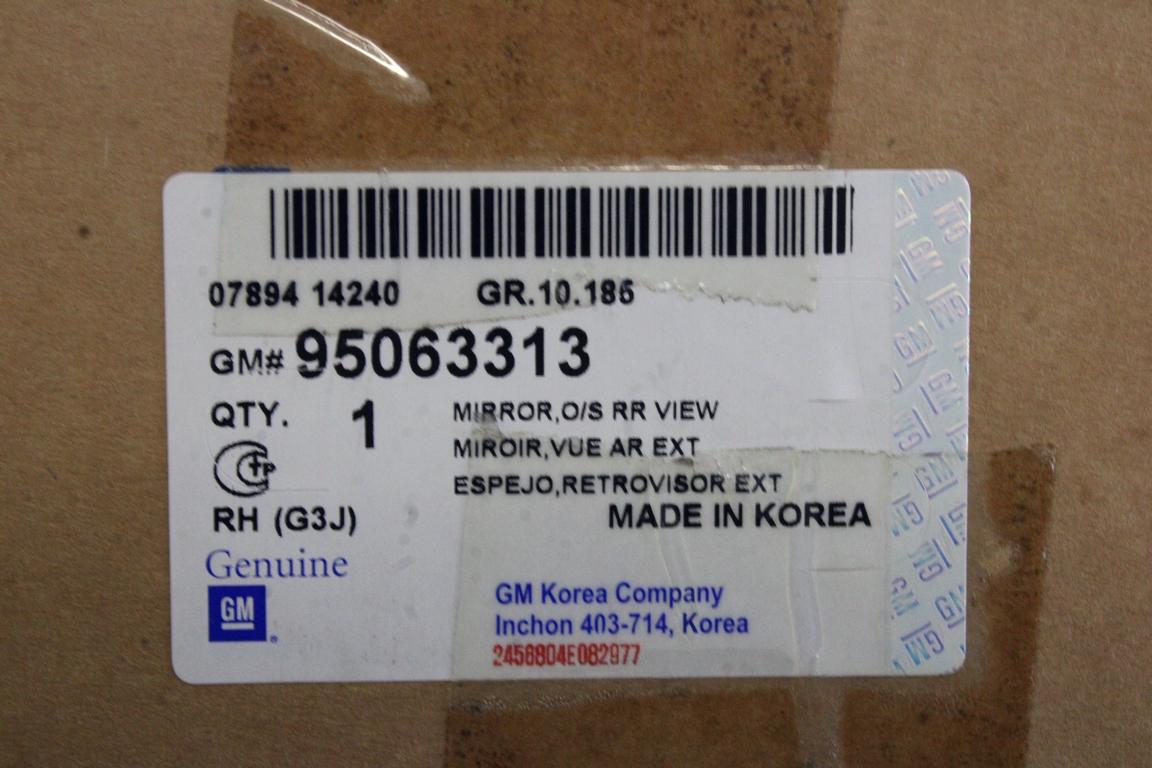 07894 14240 GR.10.186
GM# 95063313
QTY. 1
MIRROR,O/S RR VIEW
MIROIR,VUE AR EXT
ESPEJO,RETROVISOR EXT
RH (G3J)
MADE IN KOREA
Genuine
GM
GM Korea Company
Inchon 403-714, Korea
2456804E082977